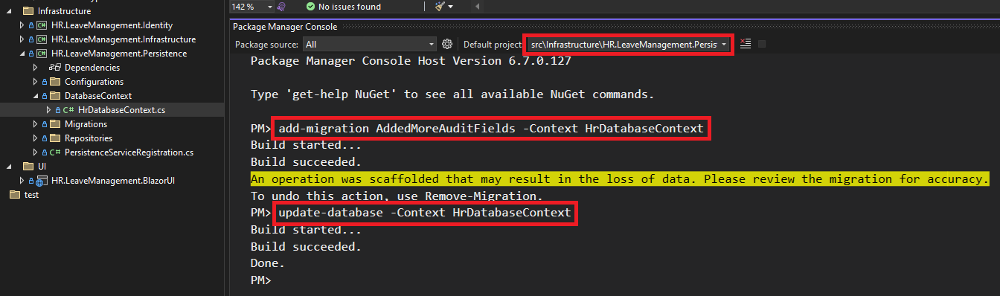 Infrastructure
HR.LeaveManagement.Identity
HR.LeaveManagement.Infrastructure
HR.LeaveManagement.Persistence
Dependencies
Configurations
DatabaseContext
C# HrDatabaseContext.cs
Migrations
Repositories
C# PersistenceServiceRegistration.cs
UI
HR.LeaveManagement.BlazorUI
test
142 %
No issues found
Package Manager Console
Package source: All
Default project: src\Infrastructure\HR.LeaveManagement.Persis
Package Manager Console Host Version 6.7.0.127
Type 'get-help NuGet' to see all available NuGet commands.
PM> add-migration AddedMoreAuditFields -Context HrDatabaseContext
Build started...
Build succeeded.
An operation was scaffolded that may result in the loss of data. Please review the migration for accuracy.
To undo this action, use Remove-Migration.
PM> update-database -Context HrDatabaseContext
Build started...
Build succeeded.
Done.
PM>